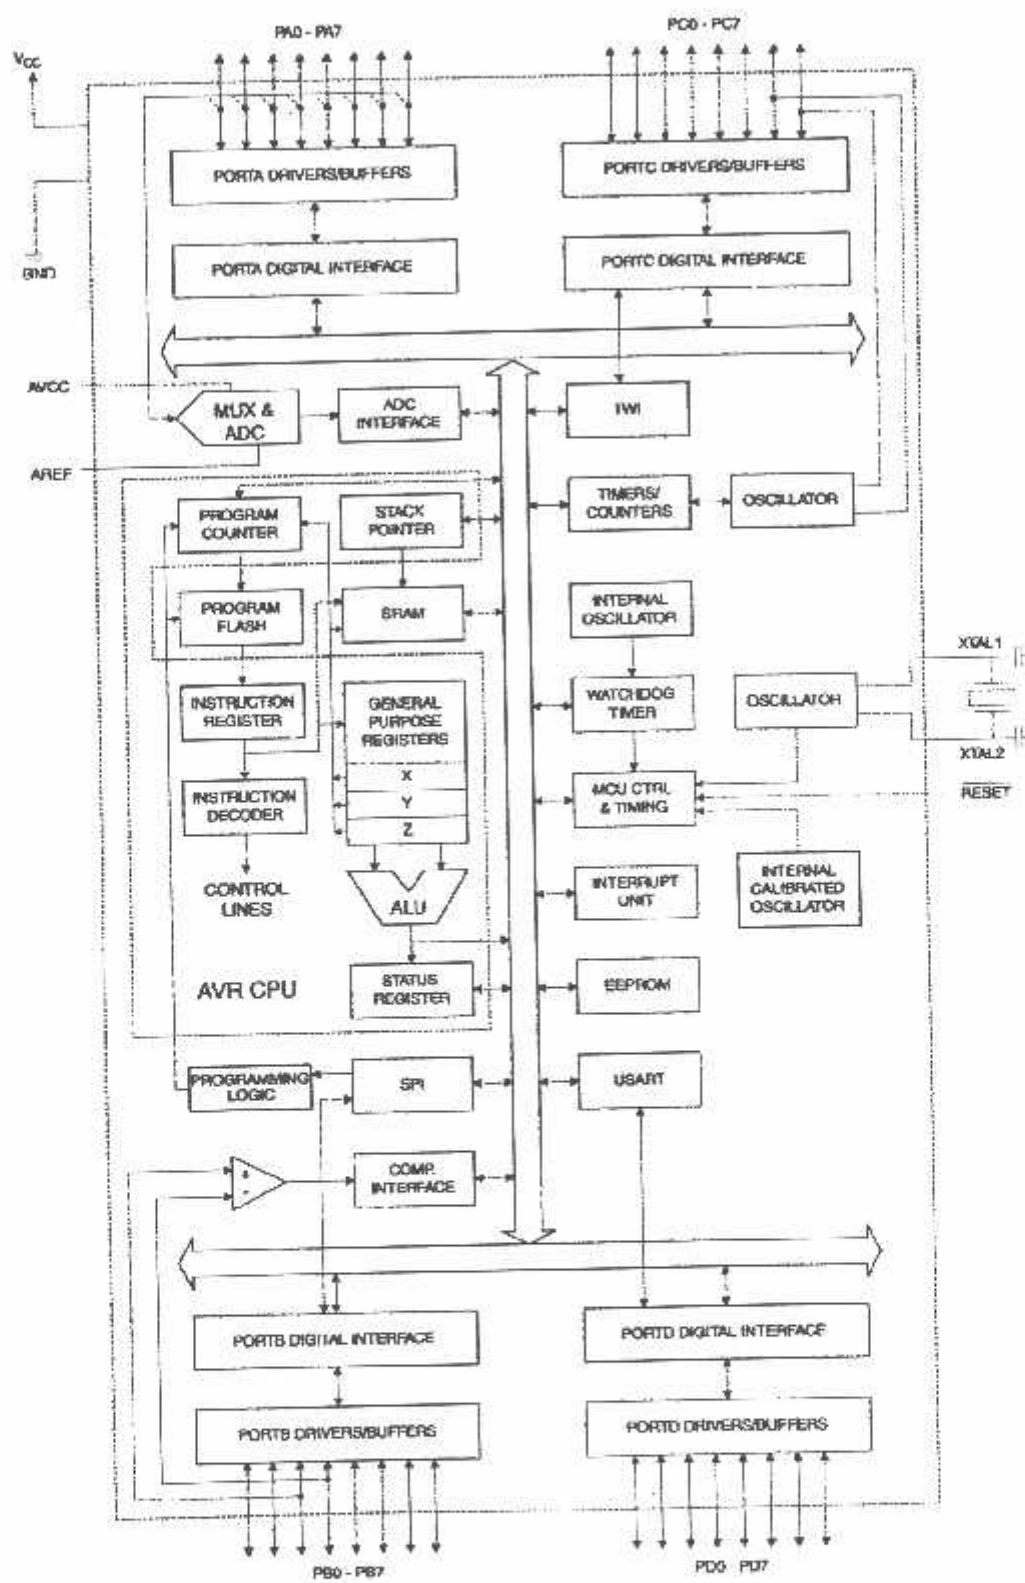 PA0 - PA7
PC0 - PC7
VCC
PORTA DRIVERS/BUFFERS
PORTC DRIVERS/BUFFERS
GND
PORTA DIGITAL INTERFACE
PORTC DIGITAL INTERFACE
AVCC
MUX &
ADC
ADC
INTERFACE
TWI
AREF
PROGRAM
COUNTER
STACK
POINTER
TIMERS/
COUNTERS
OSCILLATOR
PROGRAM
FLASH
SRAM
INTERNAL
OSCILLATOR
XTAL1
INSTRUCTION
REGISTER
GENERAL
PURPOSE
REGISTERS
WATCHDOG
TIMER
OSCILLATOR
XTAL2
X
INSTRUCTION
DECODER
Y
MCU CTRL
& TIMING
RESET
Z
CONTROL
LINES
ALU
INTERRUPT
UNIT
INTERNAL
CALIBRATED
OSCILLATOR
AVR CPU
STATUS
REGISTER
EEPROM
PROGRAMMING
LOGIC
SPI
USART
+
-
COMP.
INTERFACE
PORTB DIGITAL INTERFACE
PORTD DIGITAL INTERFACE
PORTB DRIVERS/BUFFERS
PORTD DRIVERS/BUFFERS
PB0 - PB7
PD0 - PD7